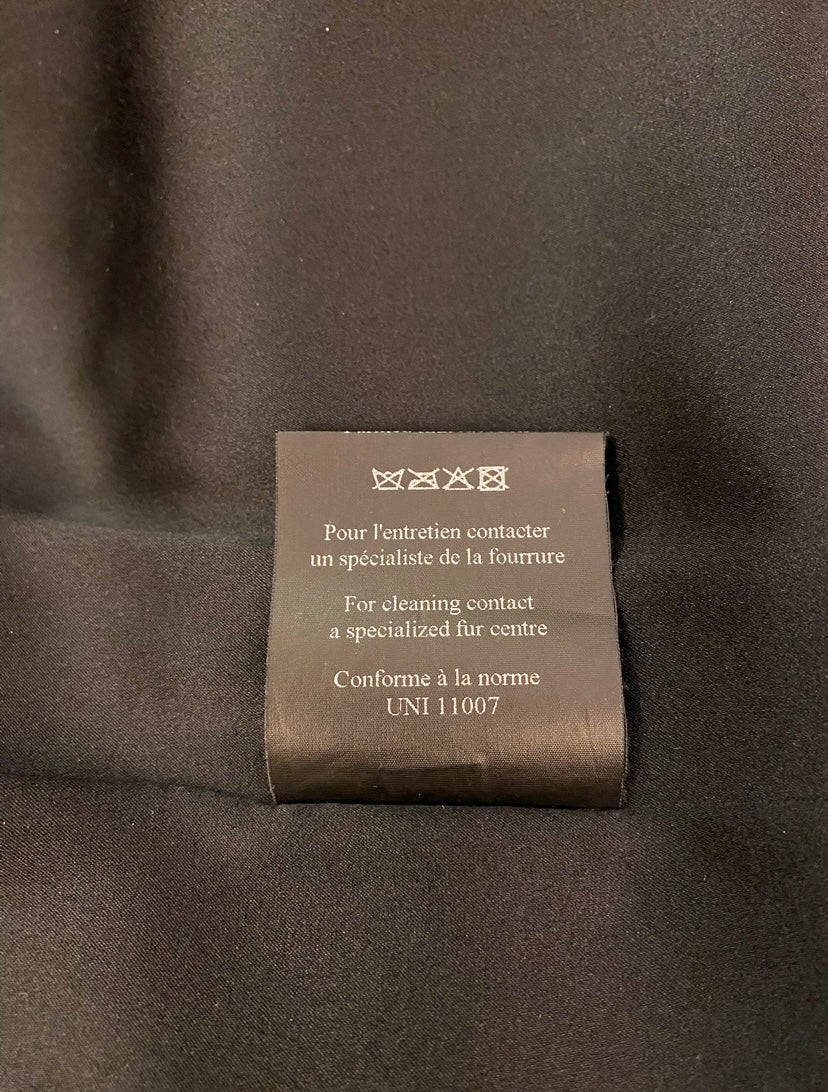 Pour l'entretien contacter
un spécialiste de la fourrure
For cleaning contact
a specialized fur centre
Conforme à la norme
UNI 11007